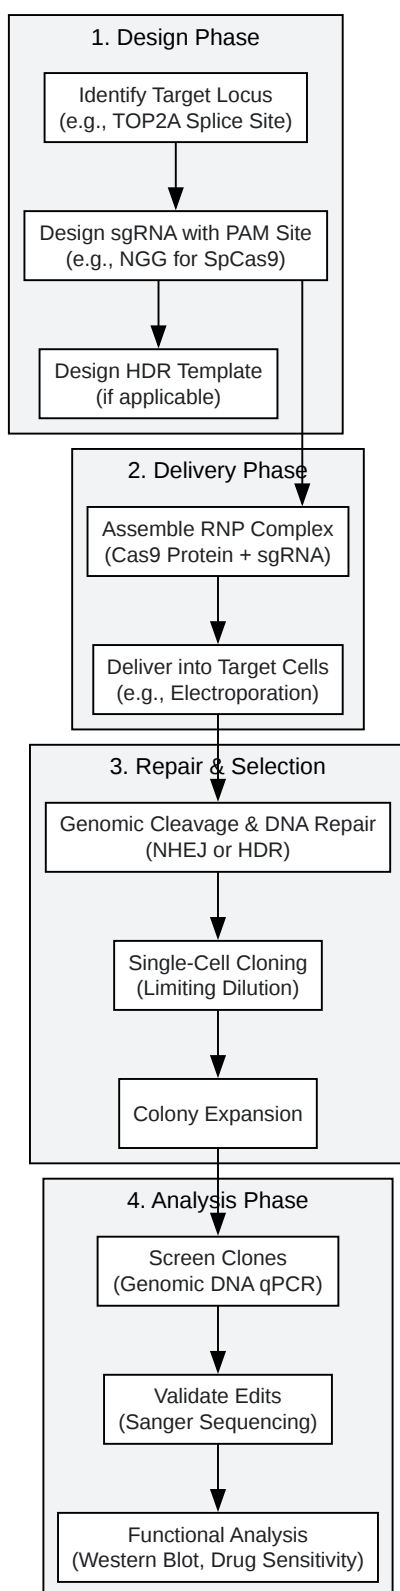 1. Design Phase
Identify Target Locus
(e.g., TOP2A Splice Site)
Design sgRNA with PAM Site
(e.g., NGG for SpCas9)
Design HDR Template
(if applicable)
2. Delivery Phase
Assemble RNP Complex
(Cas9 Protein + sgRNA)
Deliver into Target Cells
(e.g., Electroporation)
3. Repair & Selection
Genomic Cleavage & DNA Repair
(NHEJ or HDR)
Single-Cell Cloning
(Limiting Dilution)
Colony Expansion
4. Analysis Phase
Screen Clones
(Genomic DNA qPCR)
Validate Edits
(Sanger Sequencing)
Functional Analysis
(Western Blot, Drug Sensitivity)